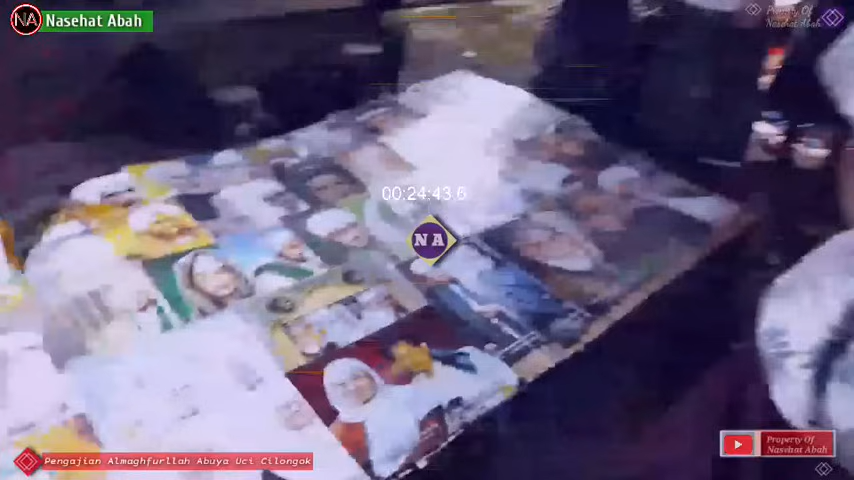 NA Nasehat Abah
Property Of
Nasehat Abah
00:24:43.6
NA
Pengajian Almaghfurllah Abuya Uci Cilongok
Property Of
Nasehat Abah